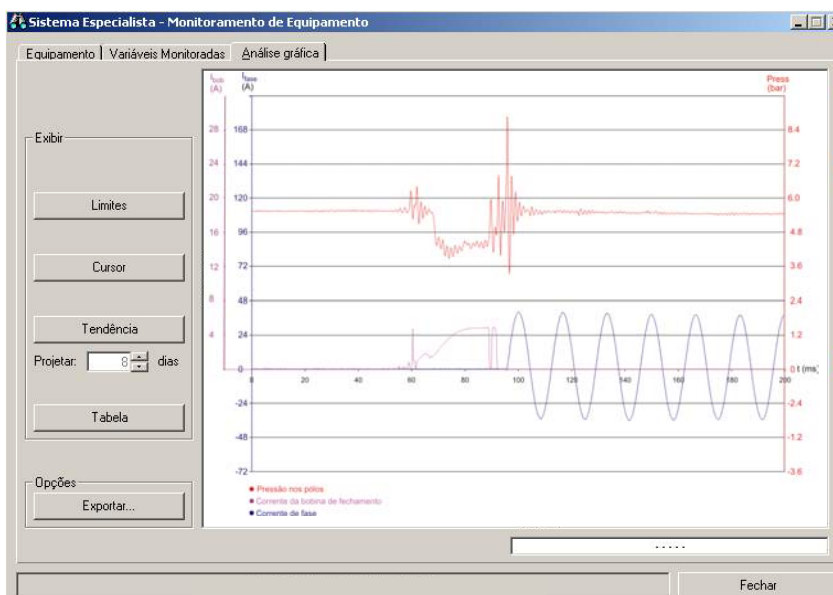 Sistema Especialista - Monitoramento de Equipamento
Equipamento
Variáveis Monitoradas
Análise gráfica
Exibir
Limites
Cursor
Tendência
Projetar: 8 dias
Tabela
Opções
Exportar...
I bob
(A)
I fase
(A)
Press
(bar)
28 168 8.4
24 144 7.2
20 120 6.0
16 96 4.8
12 72 3.6
8 48 2.4
4 24 1.2
0 0 t (ms)
0 20 40 60 80 100 120 140 160 180 200
-24 -2.4
-48 -1.2
-72 -3.6
Pressão nos pólos
Corrente da bobina de fechamento
Corrente de fase
.....
Fechar